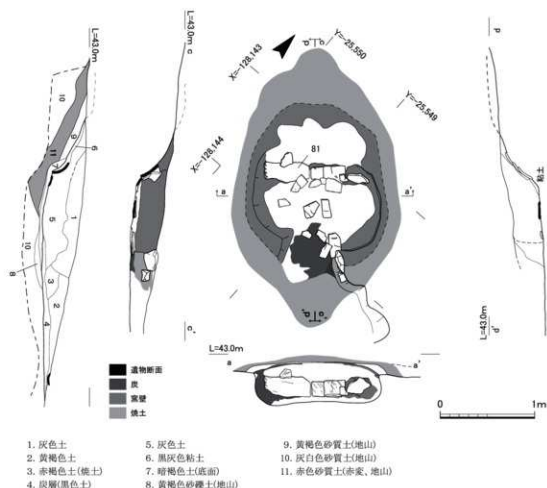 L=43.0m
c
L=43.0m
X=-128,143
Y=-25,550
Y=-25,549
X=-128,144
81
a
a'
10
11
9
6
5
1
10
8
3
2
4
c'
d
粘土
L=43.0m
d'
L=43.0m
a
a'
遺物断面
炭
窯壁
焼土
0
1m
1. 灰色土
2. 黄褐色土
3. 赤褐色土(焼土)
4. 炭層(黒色土)
5. 灰色土
6. 黒灰色粘土
7. 暗褐色土(底面)
8. 黄褐色砂礫土(地山)
9. 黄褐色砂質土(地山)
10. 灰白色砂質土(地山)
11. 赤色砂質土(赤変、地山)